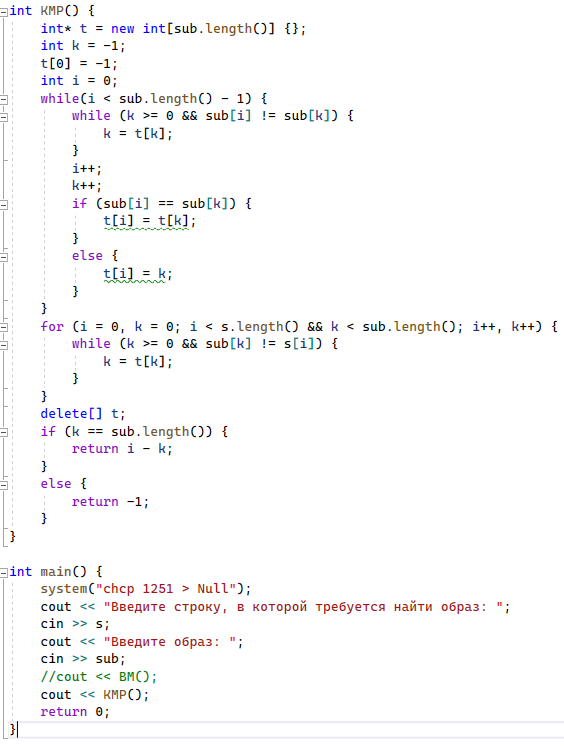 int KMP() {
    int* t = new int[sub.length()] {};
    int k = -1;
    t[0] = -1;
    int i = 0;
    while(i < sub.length() - 1) {
        while (k >= 0 && sub[i] != sub[k]) {
            k = t[k];
        }
        i++;
        k++;
        if (sub[i] == sub[k]) {
            t[i] = t[k];
        }
        else {
            t[i] = k;
        }
    }
    for (i = 0, k = 0; i < s.length() && k < sub.length(); i++, k++) {
        while (k >= 0 && sub[k] != s[i]) {
            k = t[k];
        }
    }
    delete[] t;
    if (k == sub.length()) {
        return i - k;
    }
    else {
        return -1;
    }
}
int main() {
    system("chcp 1251 > Null");
    cout << "Введите строку, в которой требуется найти образ: ";
    cin >> s;
    cout << "Введите образ: ";
    cin >> sub;
    //cout << BM();
    cout << KMP();
    return 0;
}